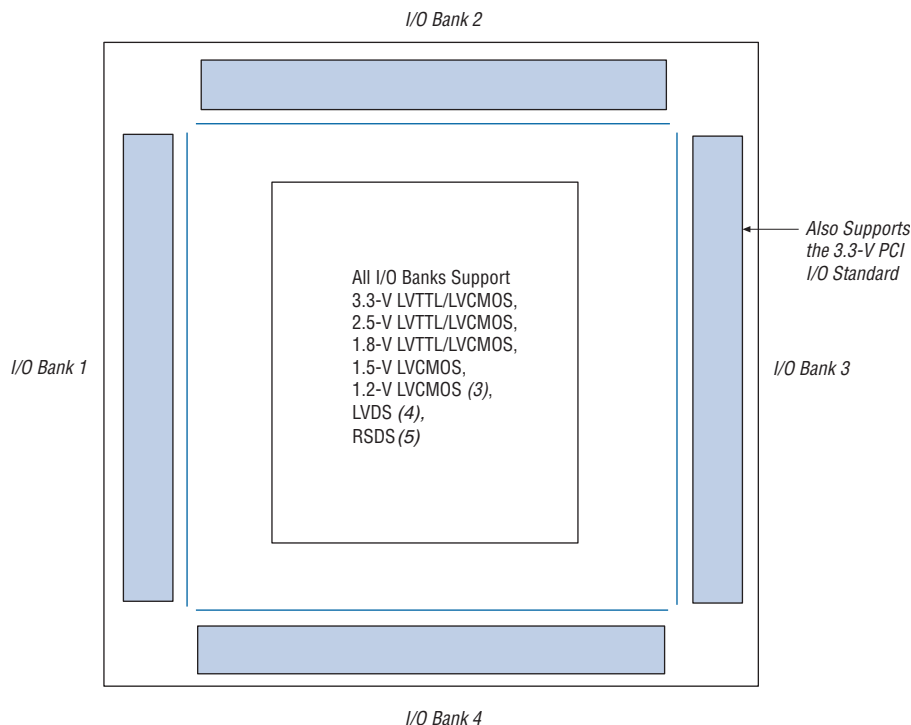 I/O Bank 2
Also Supports
the 3.3-V PCI
I/O Standard
All I/O Banks Support
3.3-V LVTTL/LVCMOS,
2.5-V LVTTL/LVCMOS,
1.8-V LVTTL/LVCMOS,
1.5-V LVCMOS,
1.2-V LVCMOS (3),
LVDS (4),
RSDS(5)
I/O Bank 1
I/O Bank 3
I/O Bank 4